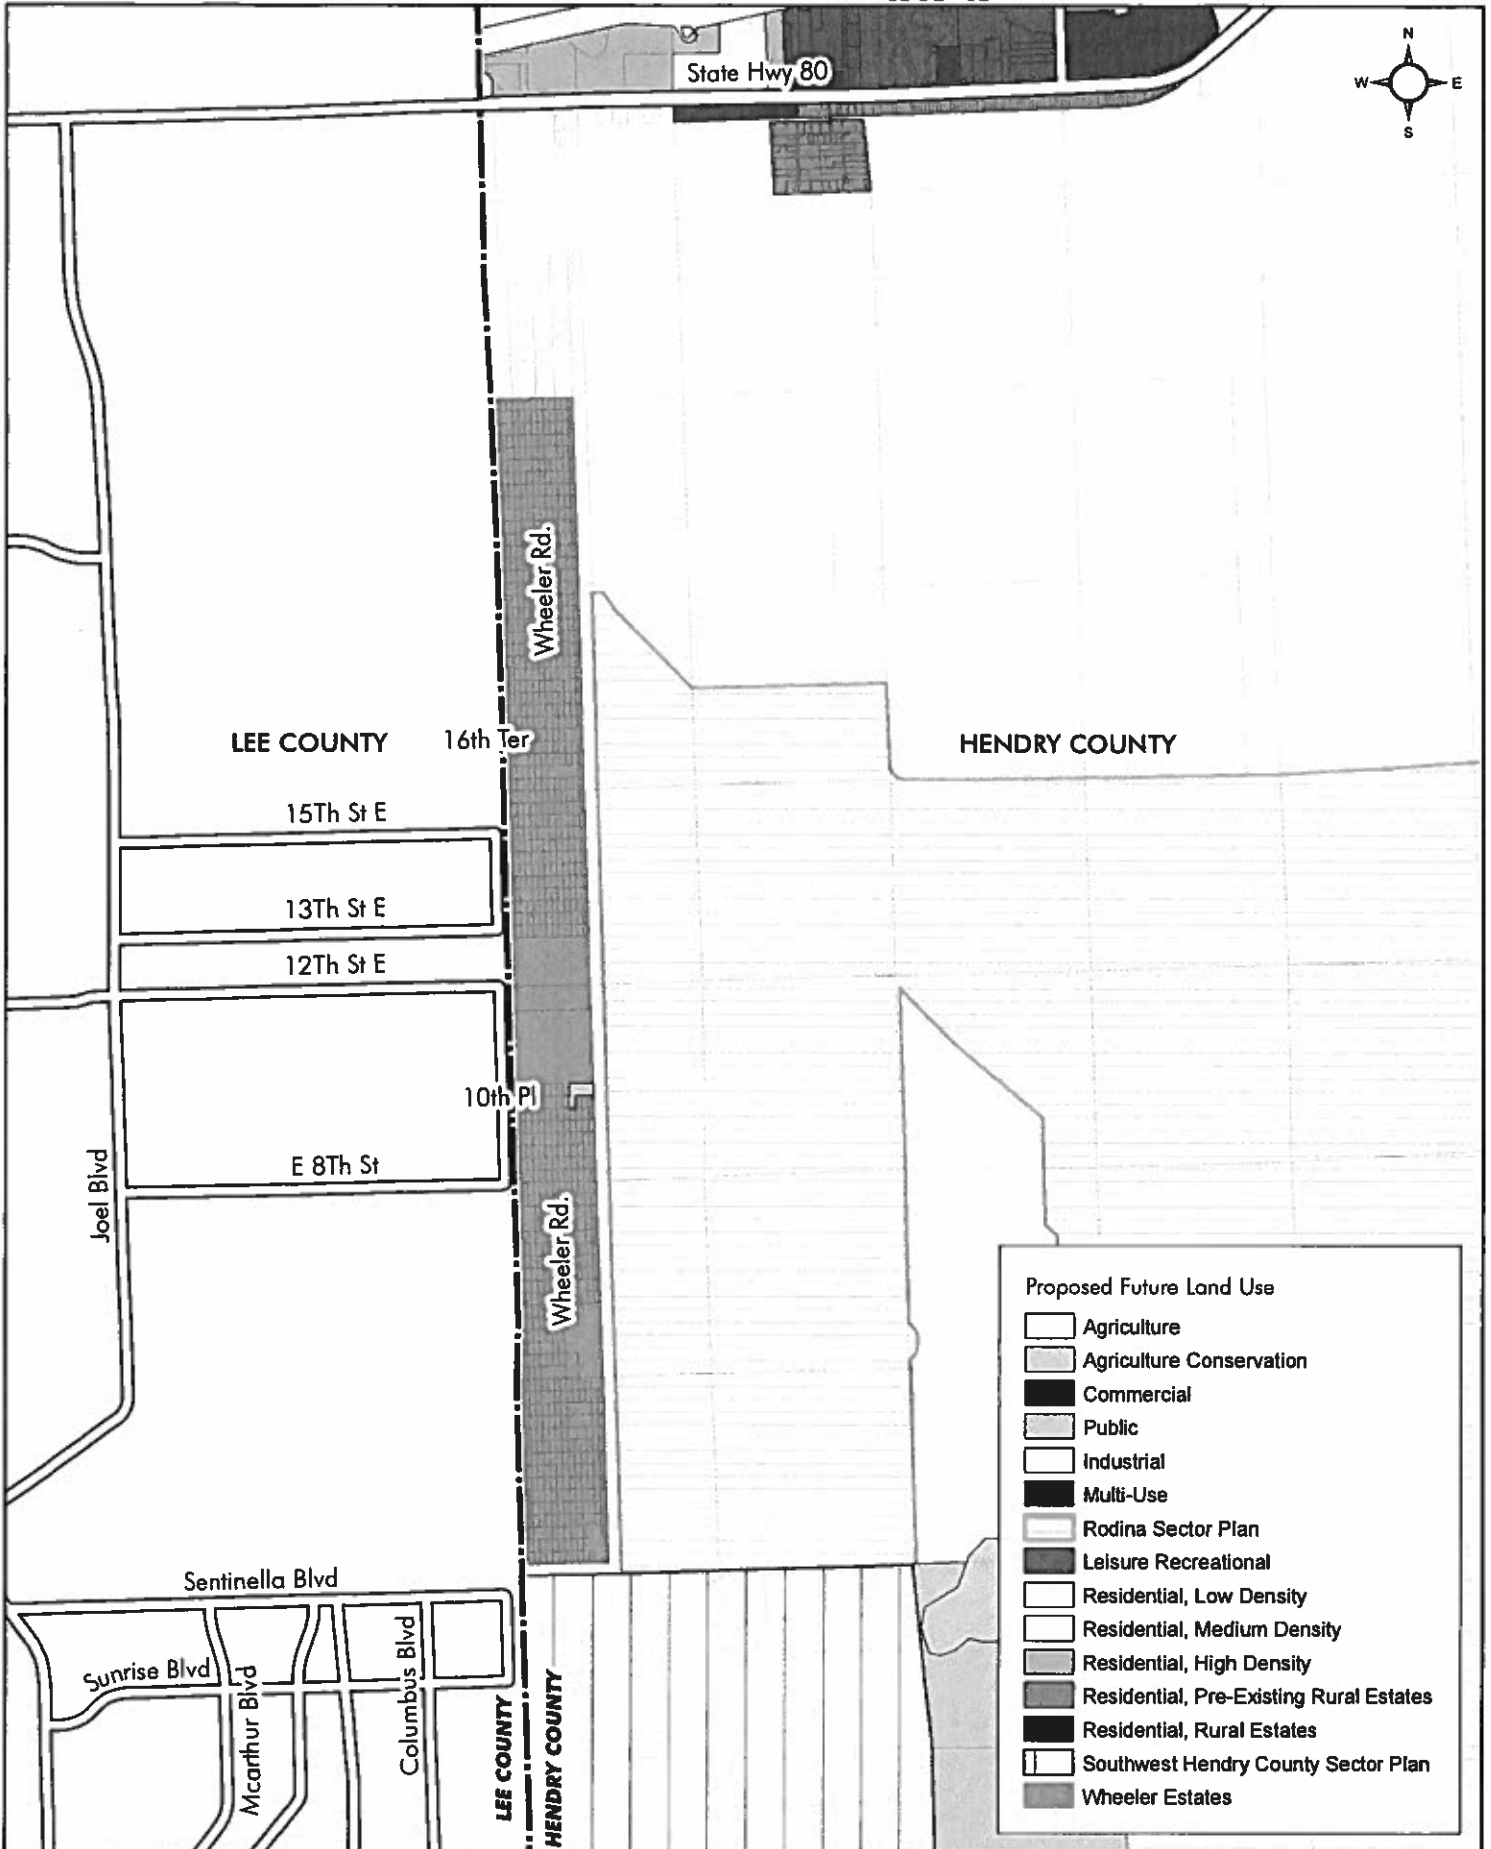 State Hwy 80
N
W
E
S
Wheeler Rd.
LEE COUNTY
16th Ter
HENDRY COUNTY
15Th St E
13Th St E
12Th St E
10th Pl
E 8Th St
Joel Blvd
Wheeler Rd.
Proposed Future Land Use
Agriculture
Agriculture Conservation
Commercial
Public
Industrial
Multi-Use
Rodina Sector Plan
Leisure Recreational
Residential, Low Density
Residential, Medium Density
Residential, High Density
Residential, Pre-Existing Rural Estates
Residential, Rural Estates
Southwest Hendry County Sector Plan
Wheeler Estates
Sentinella Blvd
Sunrise Blvd
Mcarthur Blvd
Columbus Blvd
LEE COUNTY
HENDRY COUNTY